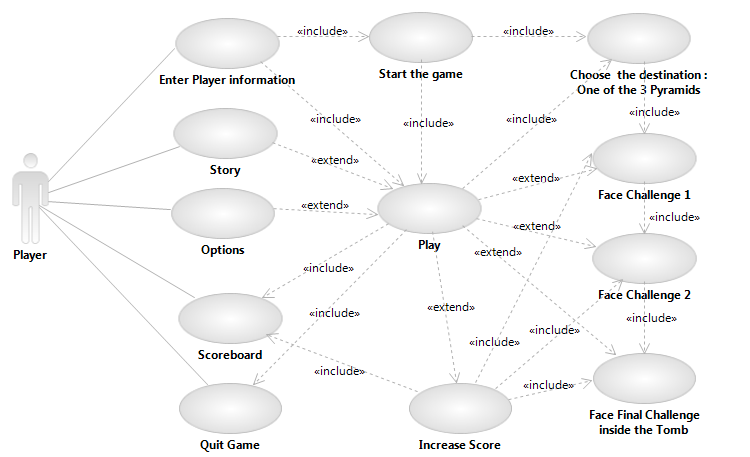 «include»
«include»
Enter Player information
Start the game
Choose the destination :
One of the 3 Pyramids
«include»
«include»
«include»
«include»
«extend»
Story
«extend»
Face Challenge 1
«extend»
«include»
Options
Play
«extend»
Player
«extend»
«include»
Face Challenge 2
«include»
«extend»
«include»
«include»
«include»
Scoreboard
«include»
«include»
Face Final Challenge
inside the Tomb
Quit Game
Increase Score